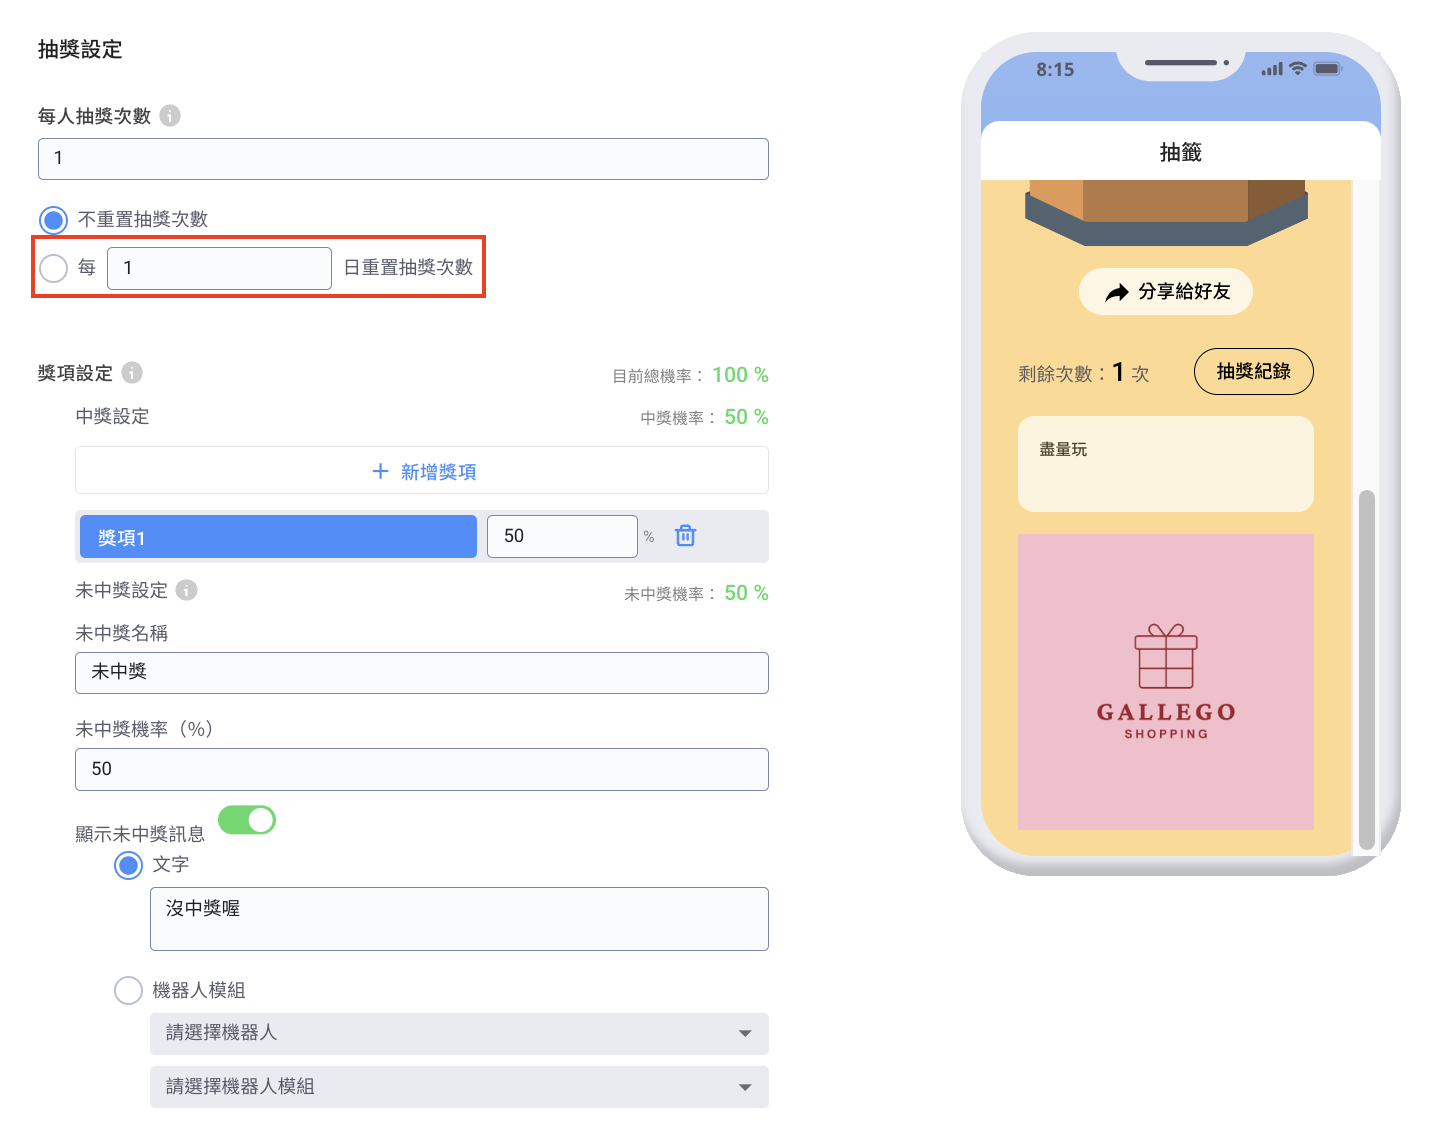 抽獎設定
每人抽獎次數 i
1
不重置抽獎次數
每 1 日重置抽獎次數
獎項設定 i 目前總機率： 100 %
中獎設定 中獎機率： 50 %
+ 新增獎項
獎項1 50 %
未中獎設定 i 未中獎機率： 50 %
未中獎名稱
未中獎
未中獎機率（%）
50
顯示未中獎訊息
文字
沒中獎喔
機器人模組
請選擇機器人
請選擇機器人模組
8:15
抽籤
分享給好友
剩餘次數：1 次 抽獎紀錄
盡量玩
GALLEGO
SHOPPING